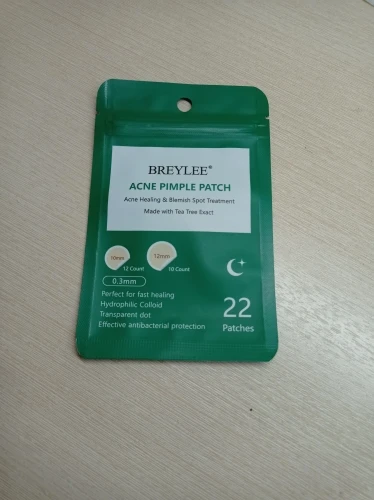 BREYLEE®
ACNE PIMPLE PATCH
Acne Healing & Blemish Spot Treatment
Made with Tea Tree Exact
10mm
12 Count
12mm
10 Count
0.3mm
Perfect for fast healing
Hydrophilic Colloid
Transparent dot
Effective antibacterial protection
22
Patches